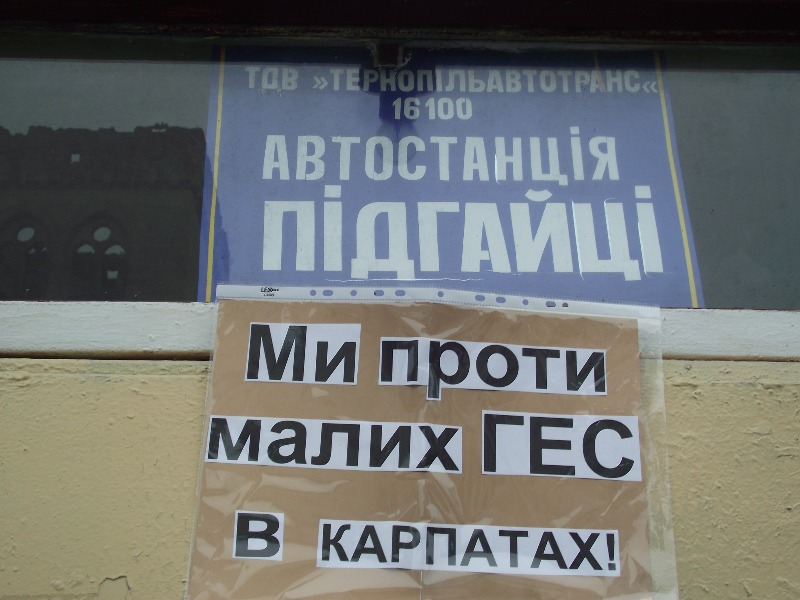 ТДВ »ТЕРНОПІЛЬАВТОТРАНС«
16100
АВТОСТАНЦІЯ
ПІДГАЙЦІ
Ми проти
малих ГЕС
в КАРПАТАХ!